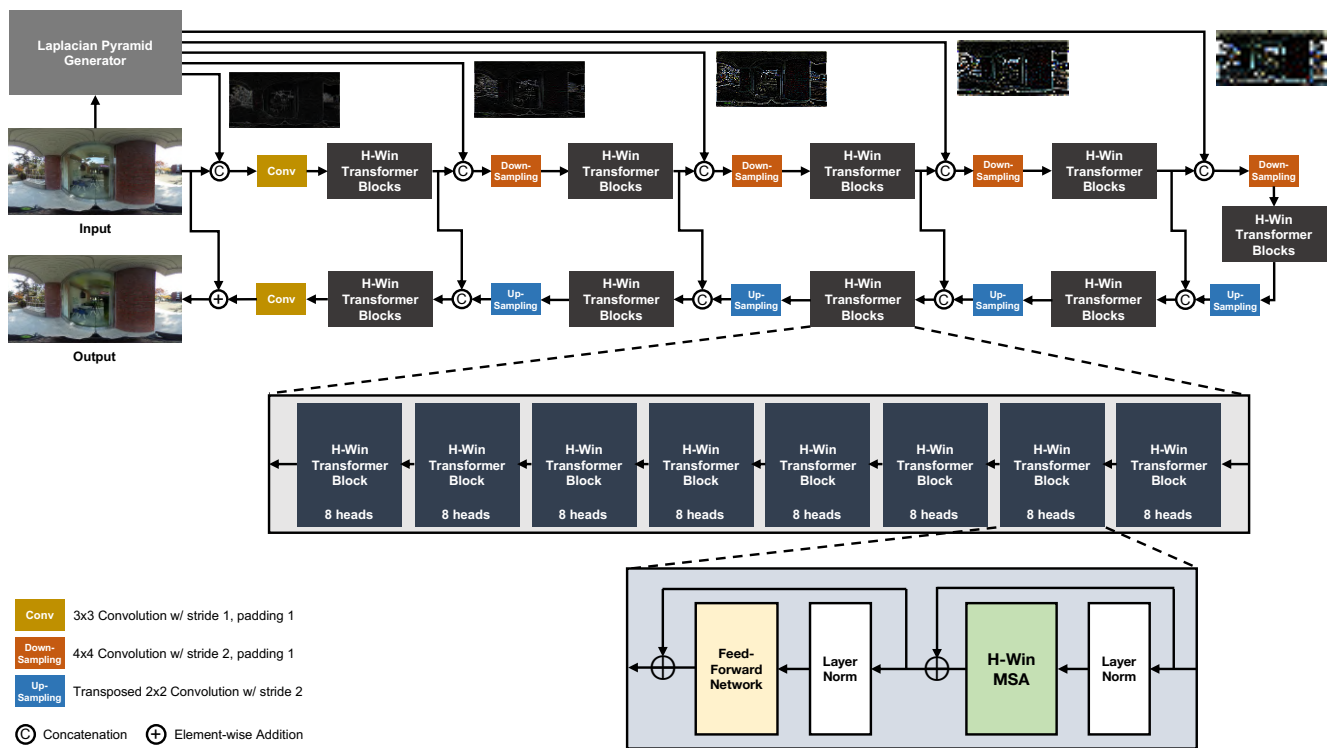 Laplacian Pyramid
Generator
Input
Output
C
Conv
H-Win
Transformer
Blocks
C
Down-
Sampling
H-Win
Transformer
Blocks
C
Down-
Sampling
H-Win
Transformer
Blocks
C
Down-
Sampling
H-Win
Transformer
Blocks
C
Down-
Sampling
H-Win
Transformer
Blocks
+
Conv
H-Win
Transformer
Blocks
C
Up-
Sampling
H-Win
Transformer
Blocks
C
Up-
Sampling
H-Win
Transformer
Blocks
C
Up-
Sampling
H-Win
Transformer
Blocks
C
Up-
Sampling
H-Win
Transformer
Block
8 heads
H-Win
Transformer
Block
8 heads
H-Win
Transformer
Block
8 heads
H-Win
Transformer
Block
8 heads
H-Win
Transformer
Block
8 heads
H-Win
Transformer
Block
8 heads
H-Win
Transformer
Block
8 heads
H-Win
Transformer
Block
8 heads
Feed-
Forward
Network
Layer
Norm
H-Win
MSA
Layer
Norm
Conv
3x3 Convolution w/ stride 1, padding 1
Down-
Sampling
4x4 Convolution w/ stride 2, padding 1
Up-
Sampling
Transposed 2x2 Convolution w/ stride 2
C Concatenation
+ Element-wise Addition